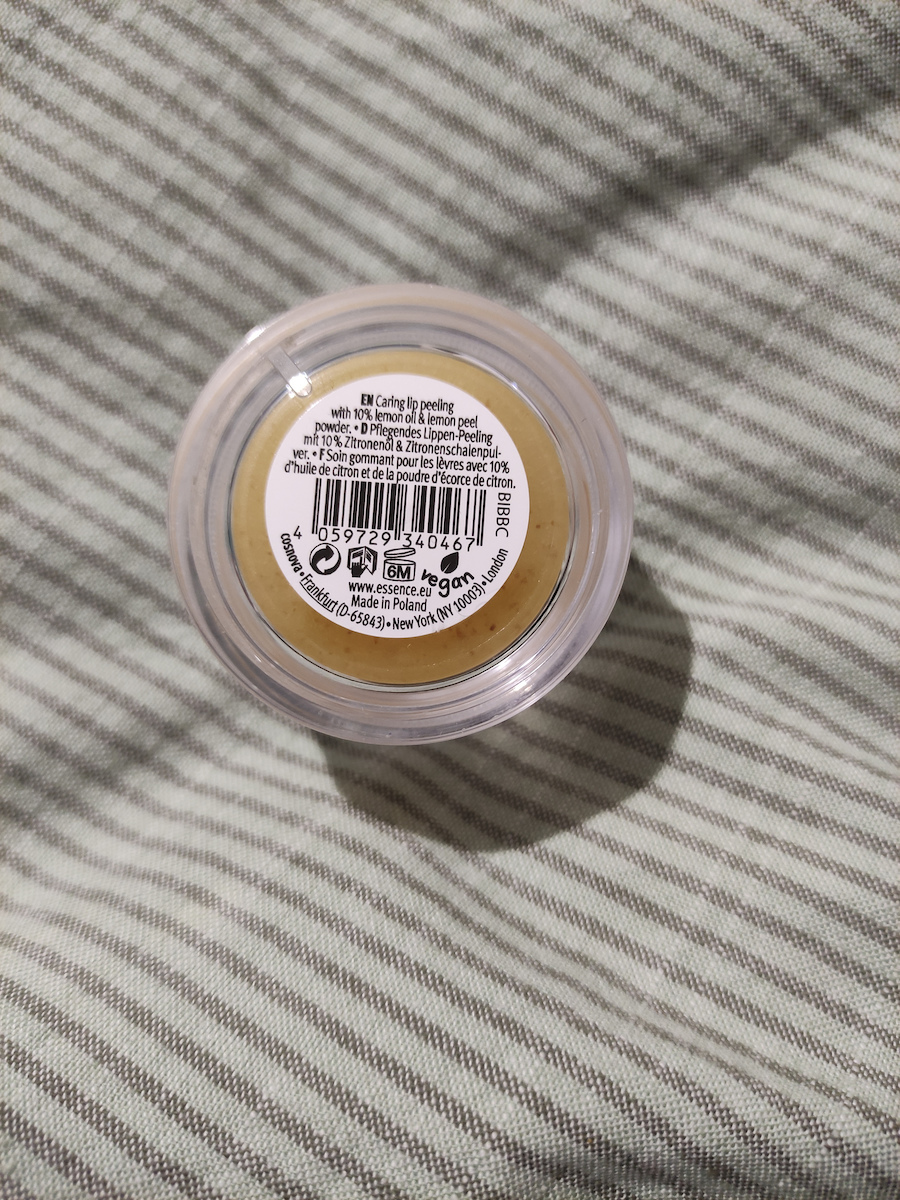 EN Caring lip peeling
with 10% lemon oil & lemon peel
powder. • D Pflegendes Lippen-Peeling
mit 10% Zitronenöl & Zitronenschalenpul-
ver. • F Soin gommant pour les lèvres avec 10%
d'huile de citron et de la poudre d'écorce de citron.
BIBBC
4 059729 340467
6M
vegan
www.essence.eu
Made in Poland
cosnova • Frankfurt (D-65843) • New York (NY 10003) • London